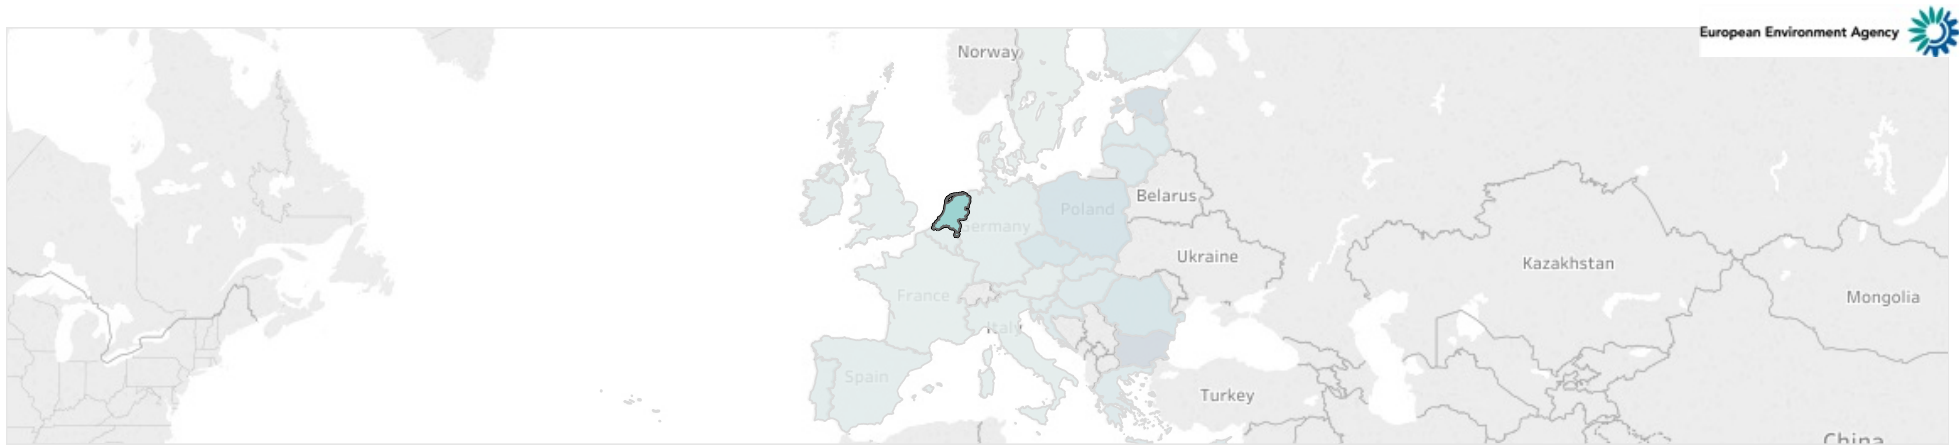 European Environment Agency
Norway
Belarus
Poland
Germany
Ukraine
Kazakhstan
France
Mongolia
Italy
Spain
Turkey
China